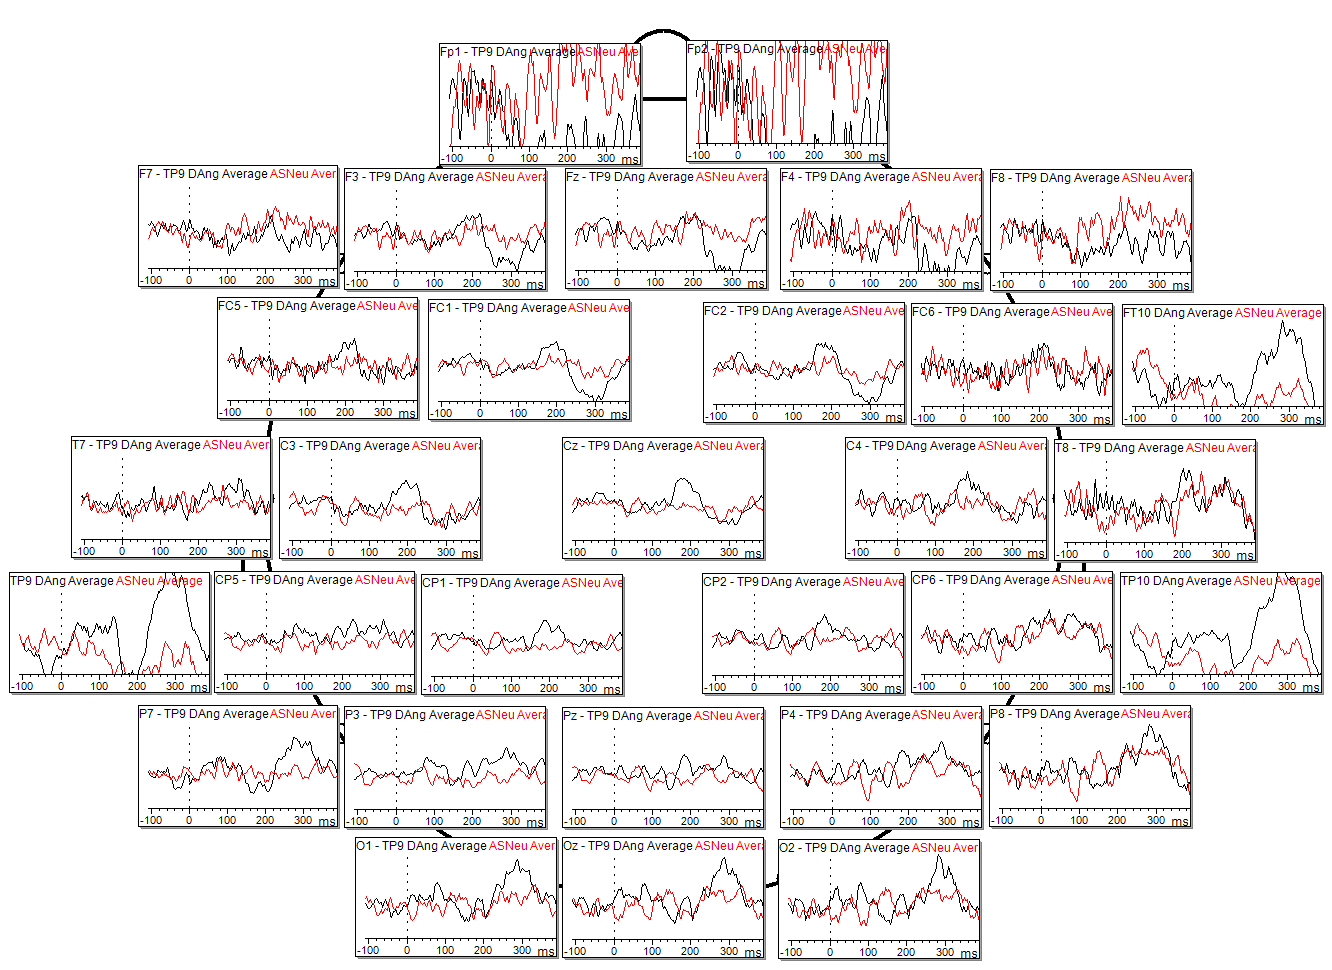 Fp1 - TP9 DAng Average ASNeu Ave
-100 0 100 200 300 ms
Fp2 - TP9 DAng Average ASNeu Ave
-100 0 100 200 300 ms
F7 - TP9 DAng Average ASNeu Aver
-100 0 100 200 300 ms
F3 - TP9 DAng Average ASNeu Avera
-100 0 100 200 300 ms
Fz - TP9 DAng Average ASNeu Avera
-100 0 100 200 300 ms
F4 - TP9 DAng Average ASNeu Avera
-100 0 100 200 300 ms
F8 - TP9 DAng Average ASNeu Avera
-100 0 100 200 300 ms
FC5 - TP9 DAng Average ASNeu Av
-100 0 100 200 300 ms
FC1 - TP9 DAng Average ASNeu Av
-100 0 100 200 300 ms
FC2 - TP9 DAng Average ASNeu Av
-100 0 100 200 300 ms
FC6 - TP9 DAng Average ASNeu Av
-100 0 100 200 300 ms
FT10 DAng Average ASNeu Average
-100 0 100 200 300 ms
T7 - TP9 DAng Average ASNeu Aver
-100 0 100 200 300 ms
C3 - TP9 DAng Average ASNeu Aver
-100 0 100 200 300 ms
Cz - TP9 DAng Average ASNeu Aver
-100 0 100 200 300 ms
C4 - TP9 DAng Average ASNeu Aver
-100 0 100 200 300 ms
T8 - TP9 DAng Average ASNeu Aver
-100 0 100 200 300 ms
TP9 DAng Average ASNeu Average
-100 0 100 200 300 ms
CP5 - TP9 DAng Average ASNeu Av
-100 0 100 200 300 ms
CP1 - TP9 DAng Average ASNeu Av
-100 0 100 200 300 ms
CP2 - TP9 DAng Average ASNeu Av
-100 0 100 200 300 ms
CP6 - TP9 DAng Average ASNeu Av
-100 0 100 200 300 ms
TP10 DAng Average ASNeu Average
-100 0 100 200 300 ms
P7 - TP9 DAng Average ASNeu Aver
-100 0 100 200 300 ms
P3 - TP9 DAng Average ASNeu Avera
-100 0 100 200 300 ms
Pz - TP9 DAng Average ASNeu Aver
-100 0 100 200 300 ms
P4 - TP9 DAng Average ASNeu Avera
-100 0 100 200 300 ms
P8 - TP9 DAng Average ASNeu Avera
-100 0 100 200 300 ms
O1 - TP9 DAng Average ASNeu Aver
-100 0 100 200 300 ms
Oz - TP9 DAng Average ASNeu Aver
-100 0 100 200 300 ms
O2 - TP9 DAng Average ASNeu Aver
-100 0 100 200 300 ms